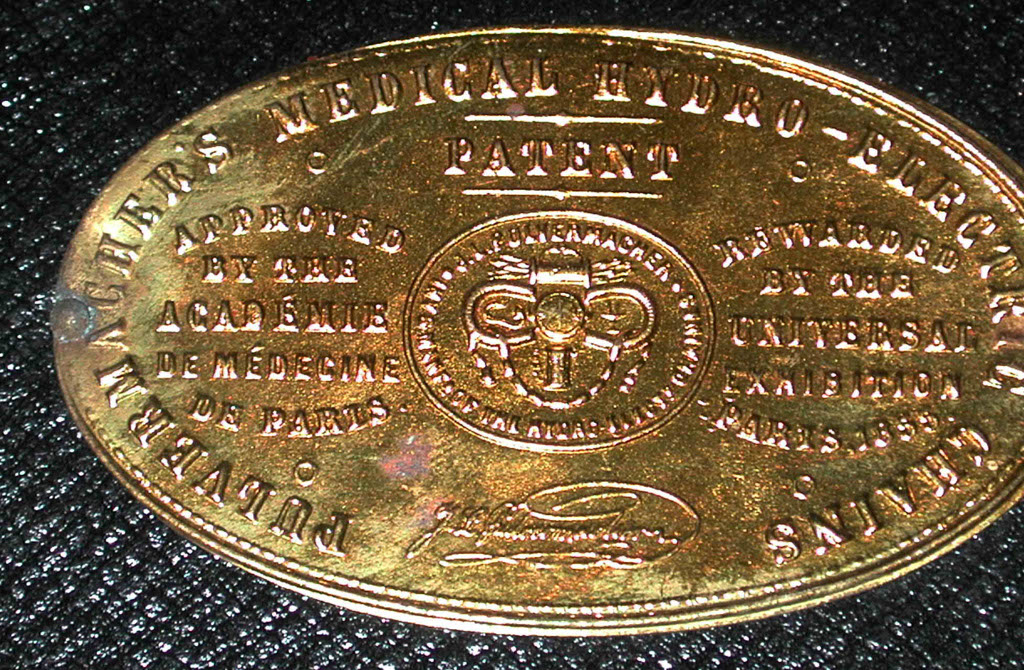 PULVERMACHER'S MEDICAL HYDRO-ELECTRIC CHAINS
PATENT
APPROVED
BY THE
ACADÉMIE
DE MÉDECINE
DE PARIS.
REWARDED
BY THE
UNIVERSAL
EXHIBITION
PARIS. 1855
J.L. PULVERMACHER